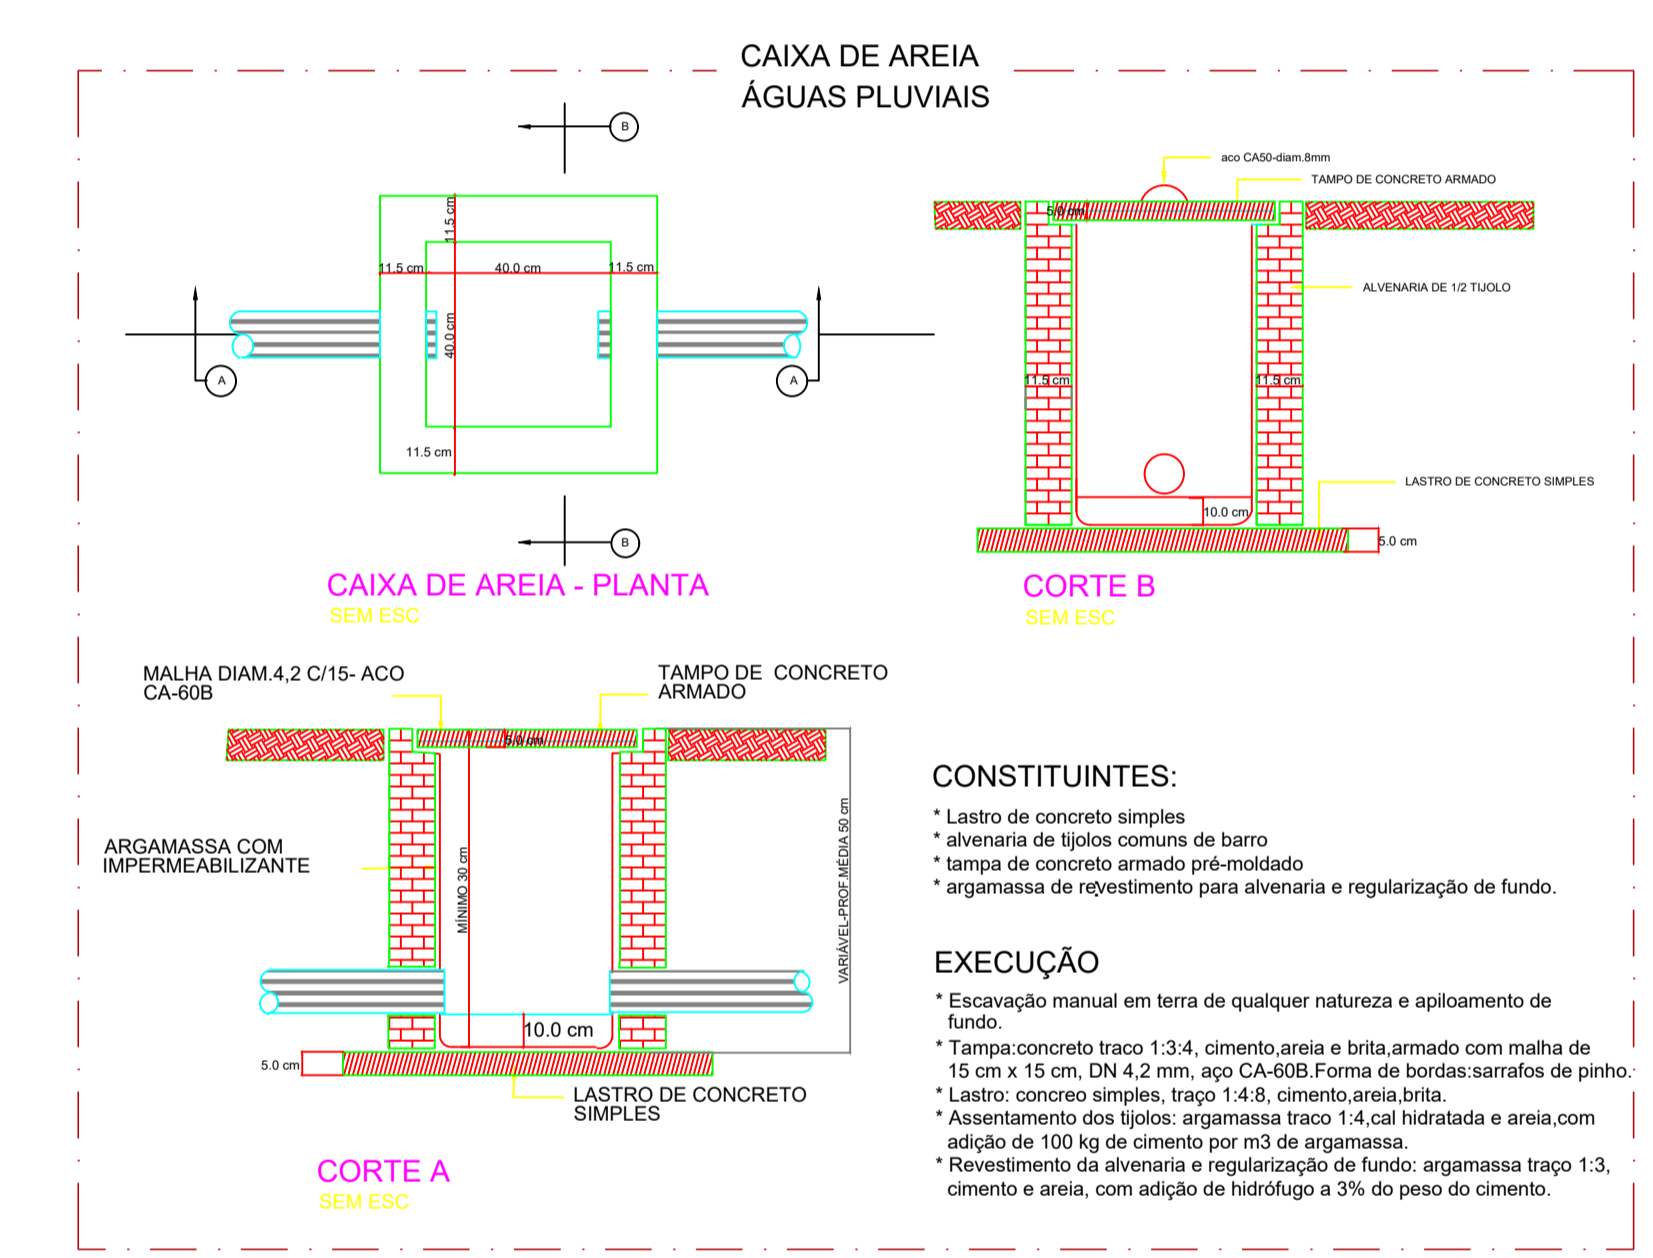 CAIXA DE AREIA
ÁGUAS PLUVIAIS
B
11.5 cm
11.5 cm
40.0 cm
11.5 cm
40.0 cm
A
A
11.5 cm
B
CAIXA DE AREIA - PLANTA
SEM ESC
aco CA50-diam.8mm
TAMPO DE CONCRETO ARMADO
5.0 cm
ALVENARIA DE 1/2 TIJOLO
11.5 cm
11.5 cm
LASTRO DE CONCRETO SIMPLES
10.0 cm
5.0 cm
CORTE B
SEM ESC
MALHA DIAM.4,2 C/15- ACO
CA-60B
TAMPO DE CONCRETO
ARMADO
5.0 cm
ARGAMASSA COM
IMPERMEABILIZANTE
MÍNIMO 30 cm
VARIÁVEL-PROF.MÉDIA 50 cm
10.0 cm
5.0 cm
LASTRO DE CONCRETO
SIMPLES
CORTE A
SEM ESC
CONSTITUINTES:
* Lastro de concreto simples
* alvenaria de tijolos comuns de barro
* tampa de concreto armado pré-moldado
* argamassa de revestimento para alvenaria e regularização de fundo.
EXECUÇÃO
* Escavação manual em terra de qualquer natureza e apiloamento de
fundo.
* Tampa:concreto traco 1:3:4, cimento,areia e brita,armado com malha de
15 cm x 15 cm, DN 4,2 mm, aço CA-60B.Forma de bordas:sarrafos de pinho.
* Lastro: concreo simples, traço 1:4:8, cimento,areia,brita.
* Assentamento dos tijolos: argamassa traco 1:4,cal hidratada e areia,com
adição de 100 kg de cimento por m3 de argamassa.
* Revestimento da alvenaria e regularização de fundo: argamassa traço 1:3,
cimento e areia, com adição de hidrófugo a 3% do peso do cimento.